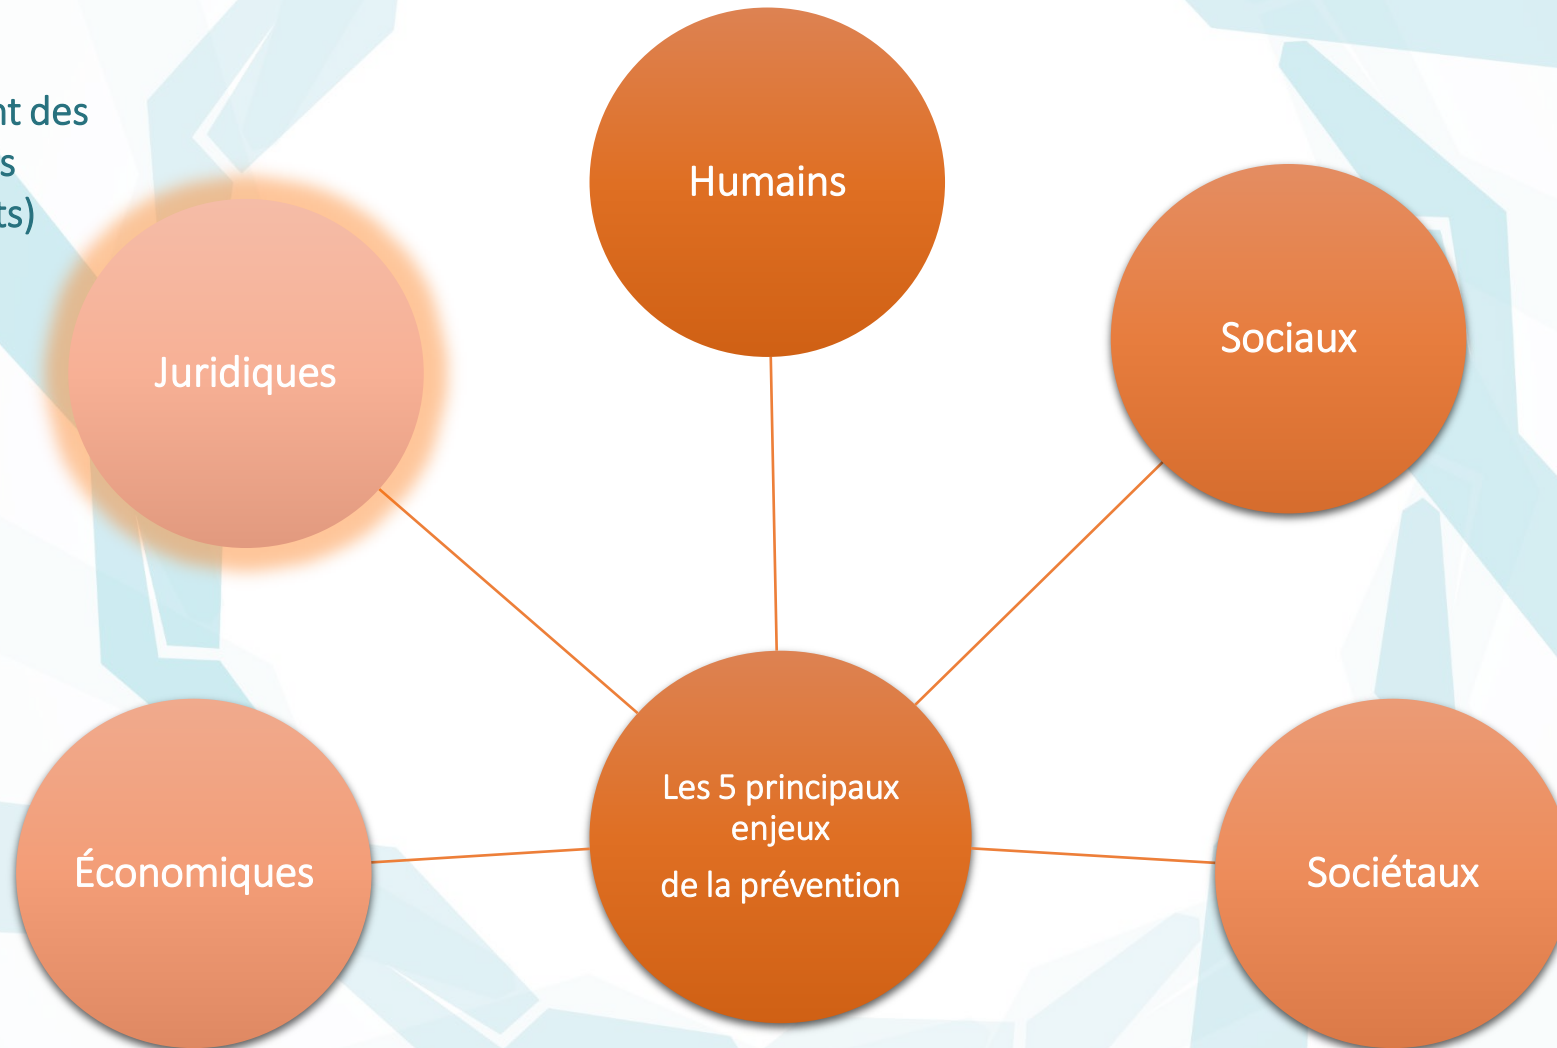 nt des
s
ts)
Humains
Sociaux
Juridiques
Les 5 principaux
enjeux
de la prévention
Économiques
Sociétaux